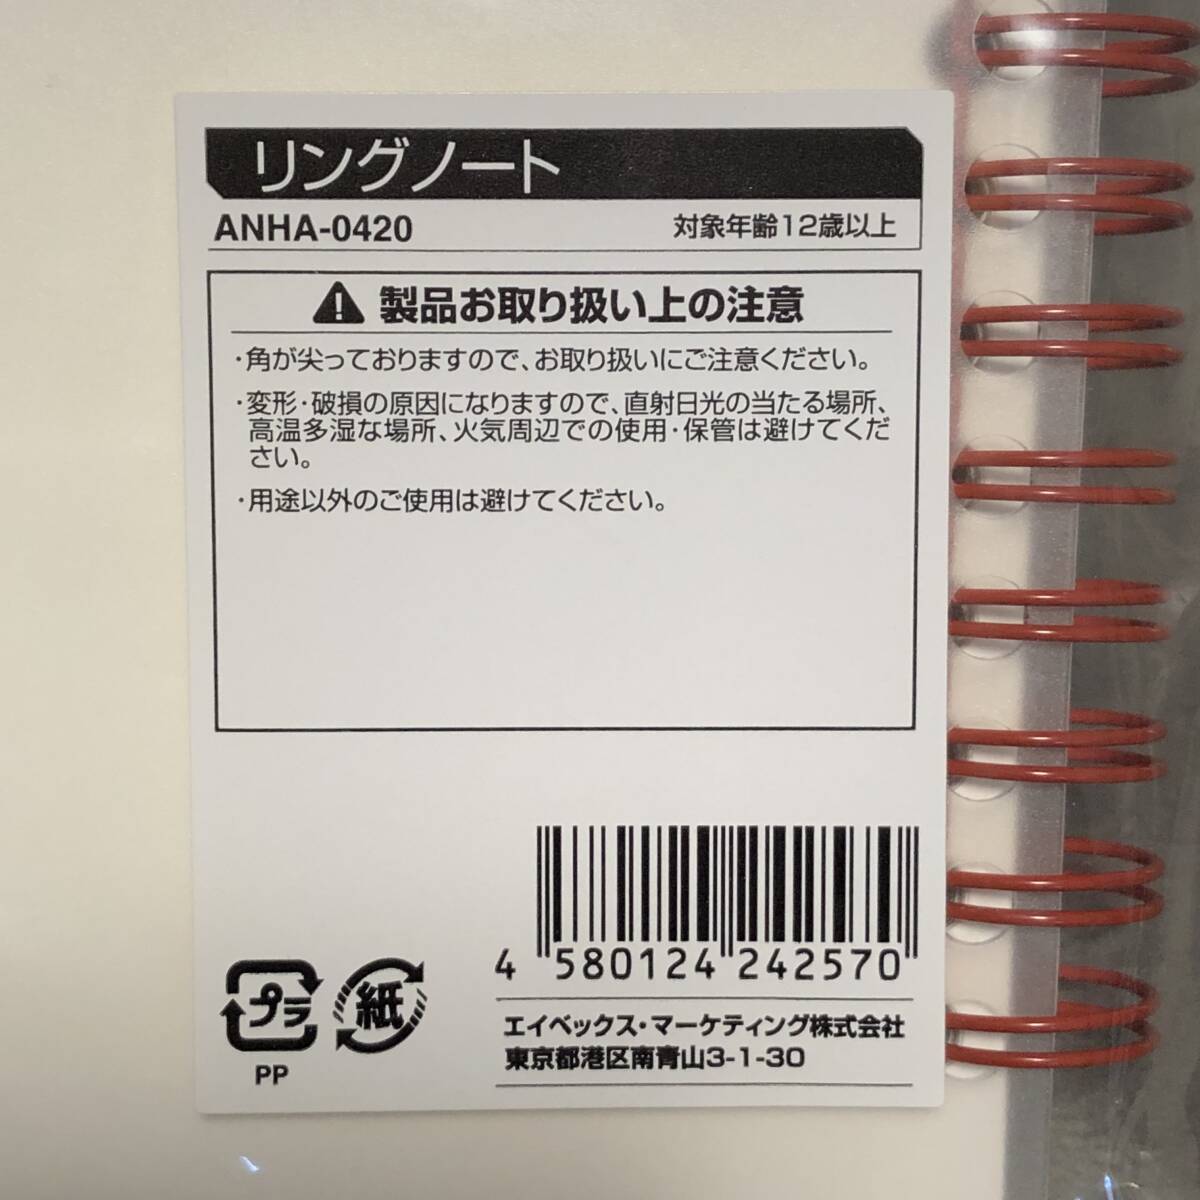 リングノート
ANHA-0420 対象年齢12歳以上
製品お取り扱い上の注意
・角が尖っておりますので、お取り扱いにご注意ください。
・変形・破損の原因になりますので、直射日光の当たる場所、
高温多湿な場所、火気周辺での使用・保管は避けてくだ
さい。
・用途以外のご使用は避けてください。
4 580124 242570
プラ 紙
PP
エイベックス・マーケティング株式会社
東京都港区南青山3-1-30